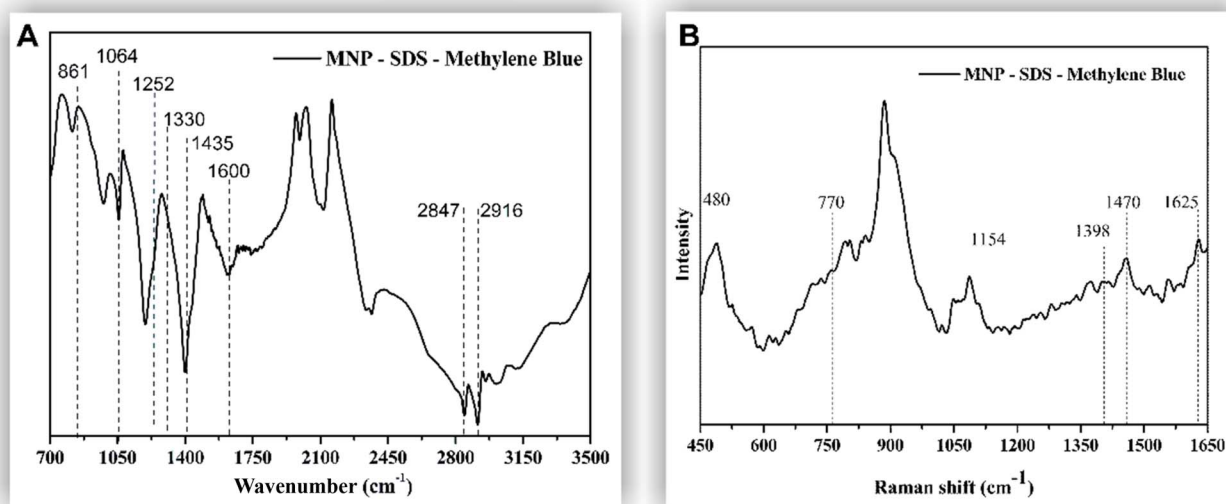 A
MNP - SDS - Methylene Blue
861
1064
1252
1330
1435
1600
2847
2916
700 1050 1400 1750 2100 2450 2800 3150 3500
Wavenumber (cm-1)
B
MNP - SDS - Methylene Blue
480
770
1154
1398
1470
1625
Intensity
450 600 750 900 1050 1200 1350 1500 1650
Raman shift (cm-1)